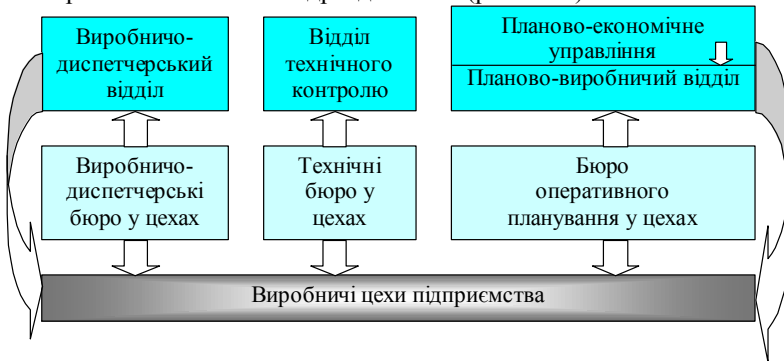 Виробничо-
диспетчерський
відділ
Відділ
технічного
контролю
Планово-економічне
управління
Планово-виробничий відділ
Виробничо-
диспетчерські
бюро у цехах
Технічні
бюро у
цехах
Бюро
оперативного
планування у цехах
Виробничі цехи підприємства